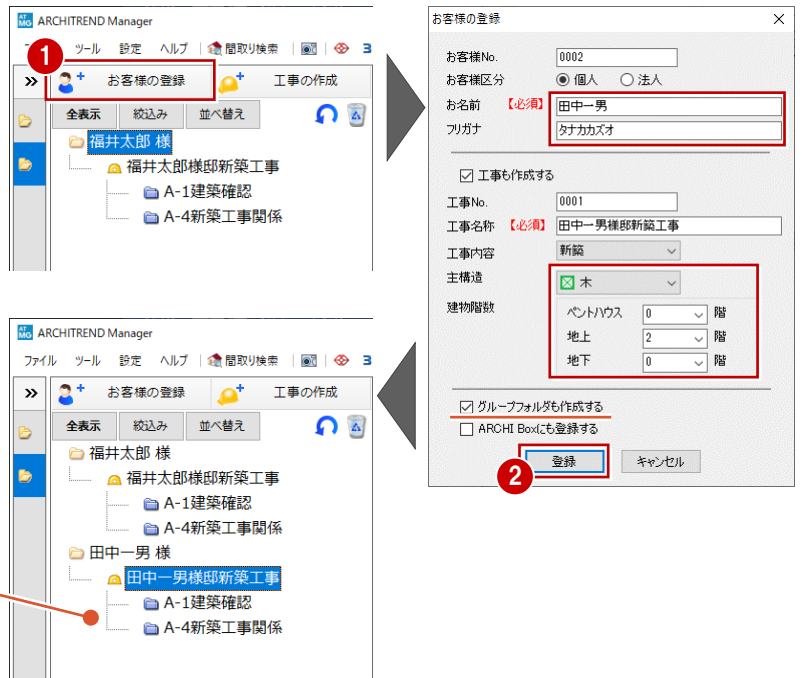 ARCHITREND Manager
ツール 設定 ヘルプ 間取り検索 3
1
お客様の登録 工事の作成
全表示 絞込み 並べ替え
福井太郎 様
福井太郎様邸新築工事
A-1建築確認
A-4新築工事関係
お客様の登録
お客様No. 0002
お客様区分 個人 法人
お名前 【必須】 田中一男
フリガナ タナカカズオ
工事も作成する
工事No. 0001
工事名称 【必須】 田中一男様邸新築工事
工事内容 新築
主構造 木
建物階数 ペントハウス 0 階
地上 2 階
地下 0 階
グループフォルダも作成する
ARCHI Boxにも登録する
2
登録 キャンセル
ARCHITREND Manager
ファイル ツール 設定 ヘルプ 間取り検索 3
お客様の登録 工事の作成
全表示 絞込み 並べ替え
福井太郎 様
福井太郎様邸新築工事
A-1建築確認
A-4新築工事関係
田中一男 様
田中一男様邸新築工事
A-1建築確認
A-4新築工事関係